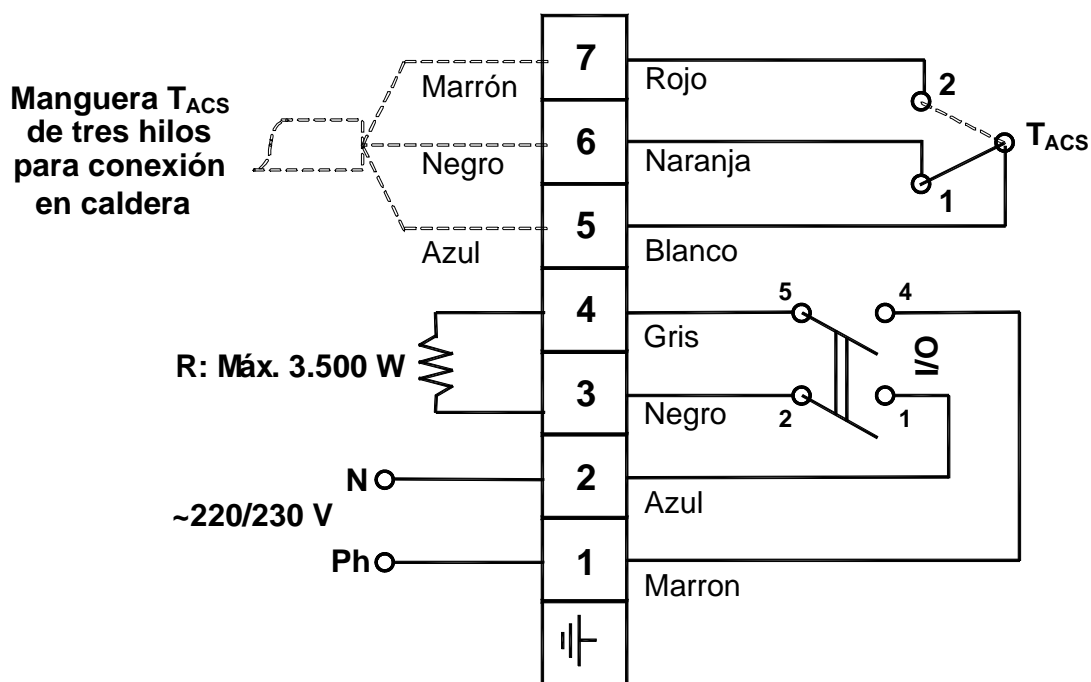 Manguera TACS
de tres hilos
para conexión
en caldera
Marrón
Negro
Azul
7
6
5
4
3
2
1
Rojo
Naranja
Blanco
Gris
Negro
Azul
Marron
2
1
TACS
5
4
2
1
O/I
R: Máx. 3.500 W
N
~220/230 V
Ph